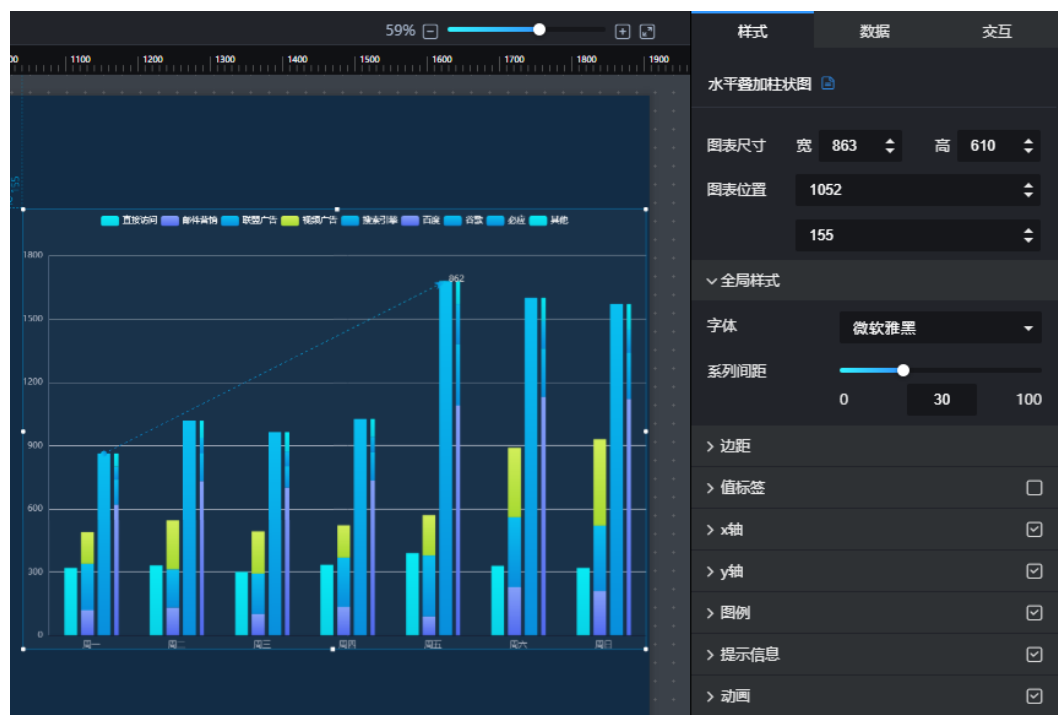 59%
00 1100 1200 1300 1400 1500 1600 1700 1800 1900
155
直接访问 邮件营销 联盟广告 视频广告 搜索引擎 百度 谷歌 必应 其他
1800
862
1500
1200
900
600
300
0
周一 周二 周三 周四 周五 周六 周日
样式 数据 交互
水平叠加柱状图
图表尺寸 宽 863 高 610
图表位置 1052
155
全局样式
字体 微软雅黑
系列间距
0 30 100
边距
值标签
x轴
y轴
图例
提示信息
动画